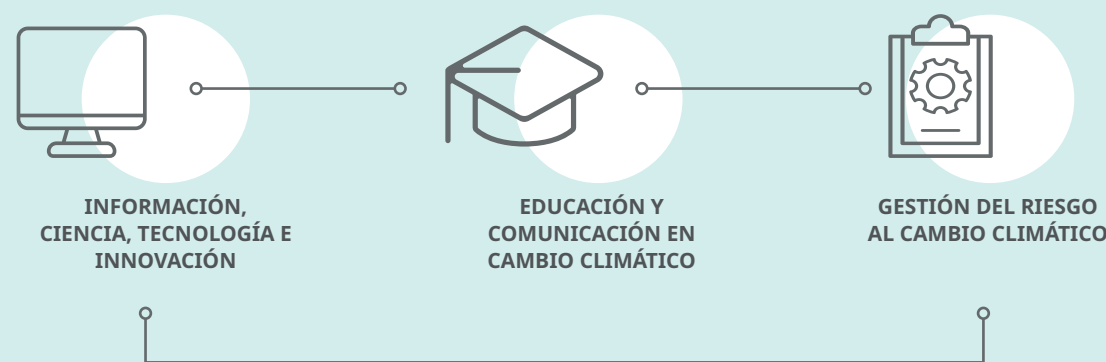 INFORMACIÓN,
CIENCIA, TECNOLOGÍA E
INNOVACIÓN
EDUCACIÓN Y
COMUNICACIÓN EN
CAMBIO CLIMÁTICO
GESTIÓN DEL RIESGO
AL CAMBIO CLIMÁTICO